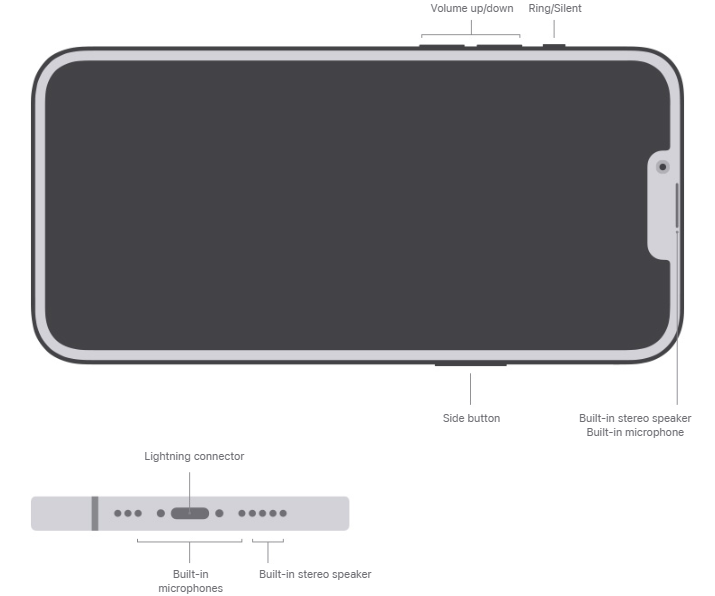 Volume up/down
Ring/Silent
Side button
Built-in stereo speaker
Built-in microphone
Lightning connector
Built-in
microphones
Built-in stereo speaker